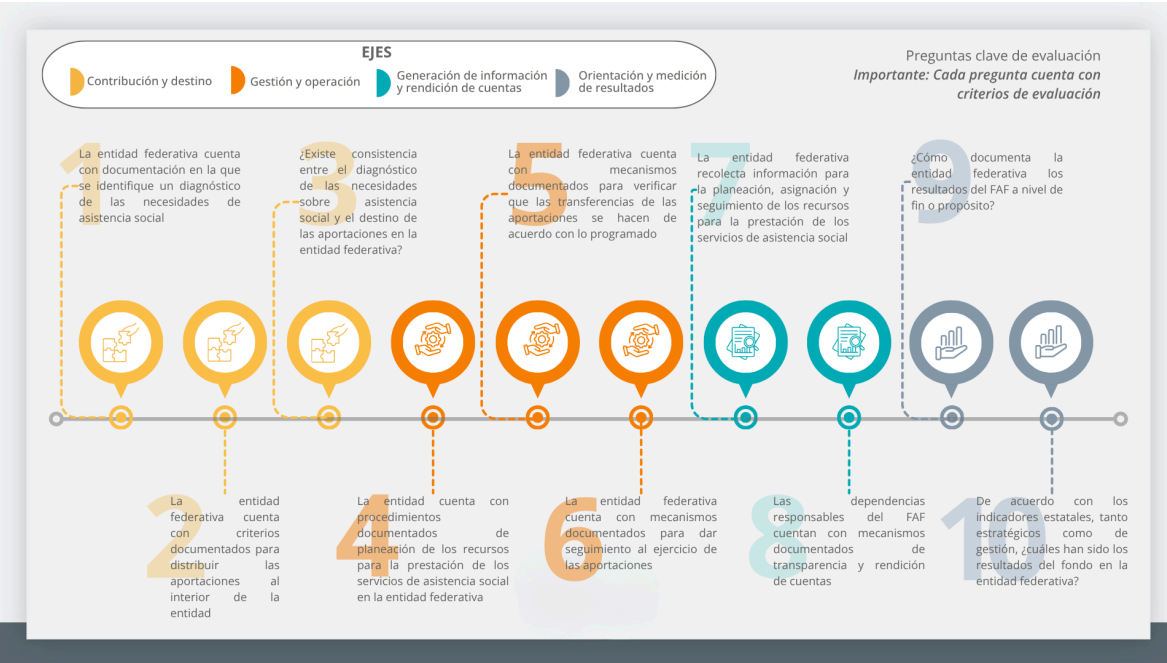 EJES
Contribución y destino
Gestión y operación
Generación de información
y rendición de cuentas
Orientación y medición
de resultados
Preguntas clave de evaluación
Importante: Cada pregunta cuenta con
criterios de evaluación
1
La entidad federativa cuenta
con documentación en la que
se identifique un diagnóstico
de las necesidades de
asistencia social
3
¿Existe consistencia
entre el diagnóstico
de las necesidades
sobre asistencia
social y el destino de
las aportaciones en la
entidad federativa?
5
La entidad federativa cuenta
con mecanismos
documentados para verificar
que las transferencias de las
aportaciones se hacen de
acuerdo con lo programado
7
La entidad federativa
recolecta información para
la planeación, asignación y
seguimiento de los recursos
para la prestación de los
servicios de asistencia social
9
¿Cómo documenta la
entidad federativa los
resultados del FAF a nivel de
fin o propósito?
2
La entidad
federativa cuenta
con criterios
documentados para
distribuir las
aportaciones al
interior de la
entidad
4
La entidad cuenta con
procedimientos
documentados de
planeación de los recursos
para la prestación de los
servicios de asistencia social
en la entidad federativa
6
La entidad federativa
cuenta con mecanismos
documentados para dar
seguimiento al ejercicio de
las aportaciones
8
Las dependencias
responsables del FAF
cuentan con mecanismos
documentados de
transparencia y rendición
de cuentas
10
De acuerdo con los
indicadores estatales, tanto
estratégicos como de
gestión, ¿cuáles han sido los
resultados del fondo en la
entidad federativa?